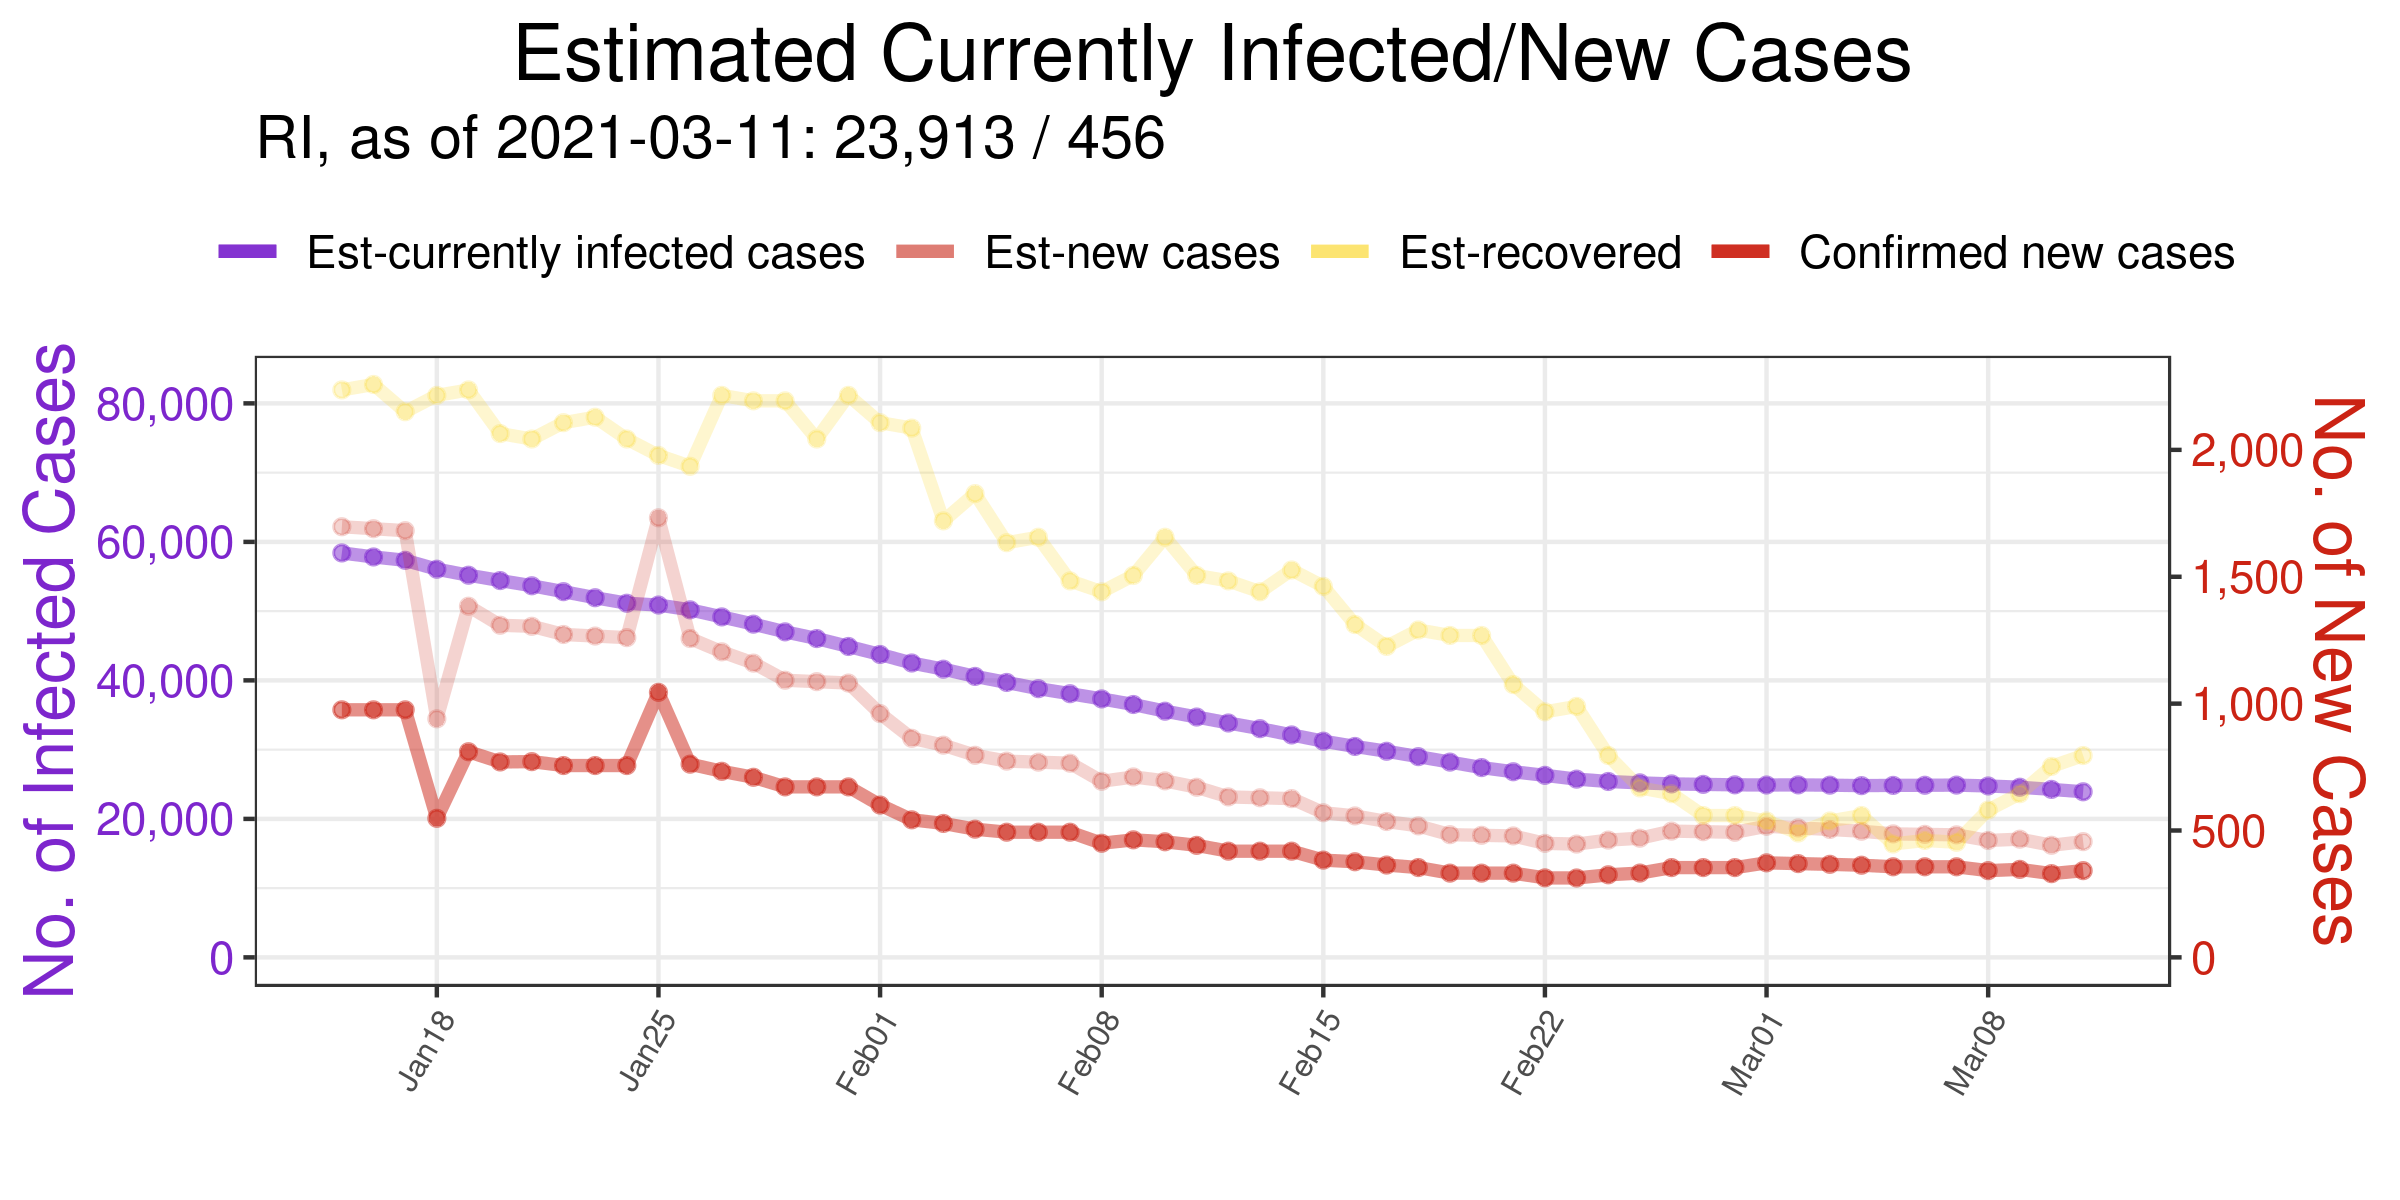 Estimated Currently Infected/New Cases
RI, as of 2021-03-11: 23,913 / 456
Est-currently infected cases Est-new cases Est-recovered Confirmed new cases
No. of Infected Cases
80,000
60,000
40,000
20,000
0
2,000
1,500
1,000
500
0
No. of New Cases
Jan18 Jan25 Feb01 Feb08 Feb15 Feb22 Mar01 Mar08